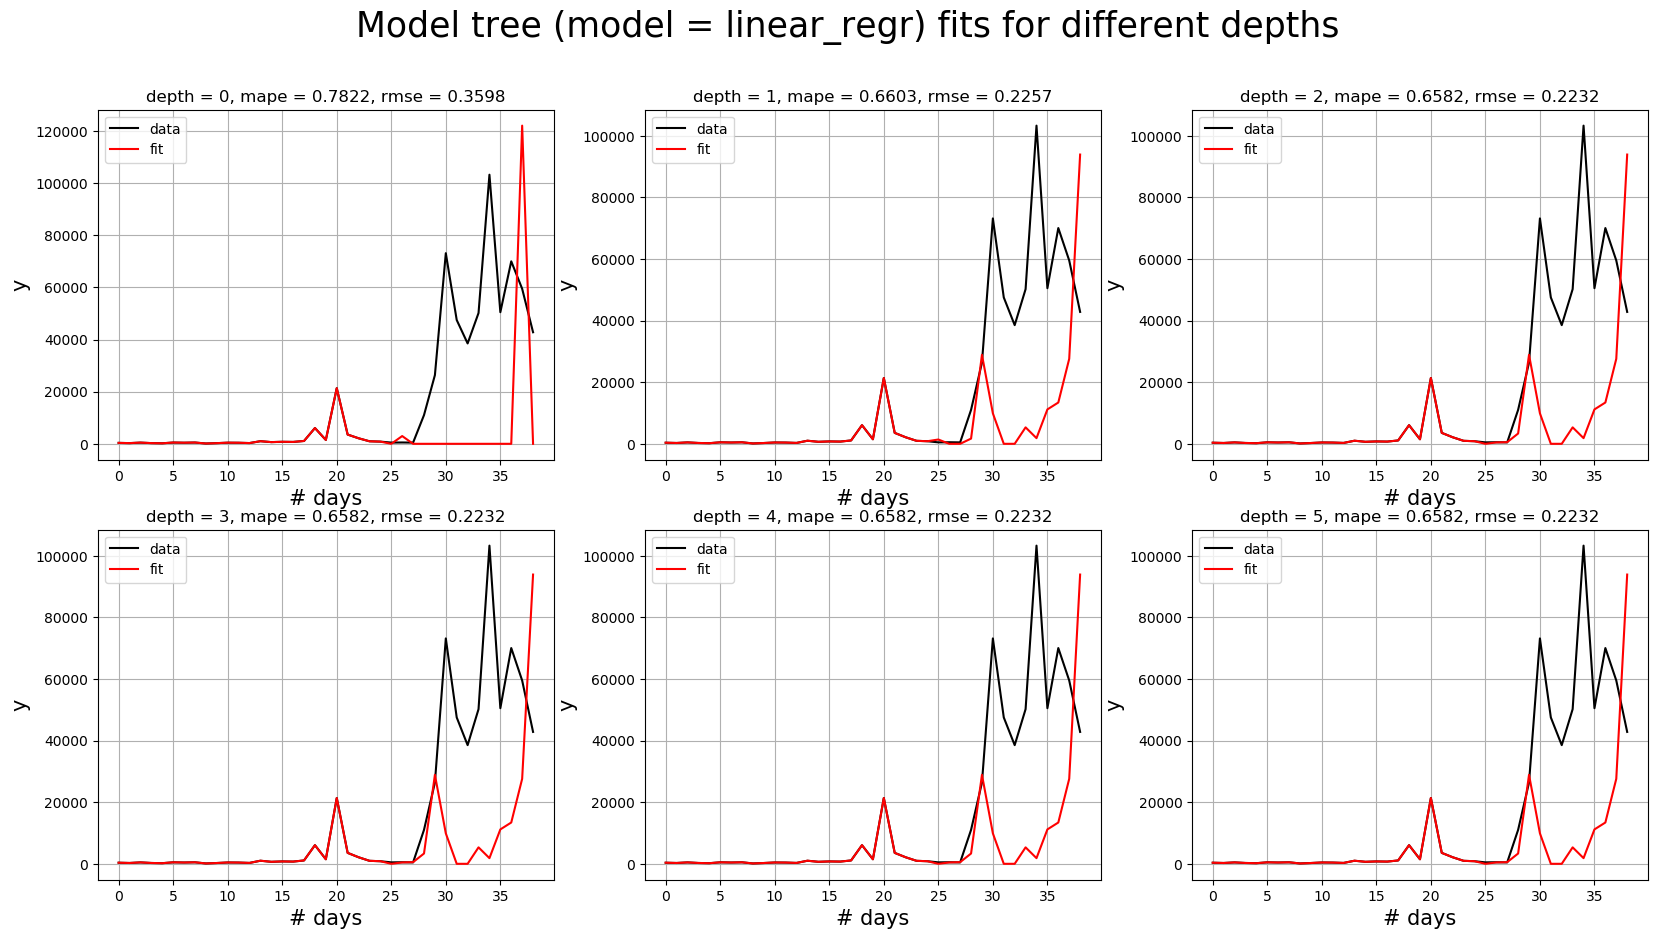 Model tree (model = linear_regr) fits for different depths
depth = 0, mape = 0.7822, rmse = 0.3598
data
fit
120000
100000
80000
60000
40000
20000
0
y
0 5 10 15 20 25 30 35
# days
depth = 1, mape = 0.6603, rmse = 0.2257
data
fit
100000
80000
60000
40000
20000
0
y
0 5 10 15 20 25 30 35
# days
depth = 2, mape = 0.6582, rmse = 0.2232
data
fit
100000
80000
60000
40000
20000
0
y
0 5 10 15 20 25 30 35
# days
depth = 3, mape = 0.6582, rmse = 0.2232
data
fit
100000
80000
60000
40000
20000
0
y
0 5 10 15 20 25 30 35
# days
depth = 4, mape = 0.6582, rmse = 0.2232
data
fit
100000
80000
60000
40000
20000
0
y
0 5 10 15 20 25 30 35
# days
depth = 5, mape = 0.6582, rmse = 0.2232
data
fit
100000
80000
60000
40000
20000
0
y
0 5 10 15 20 25 30 35
# days